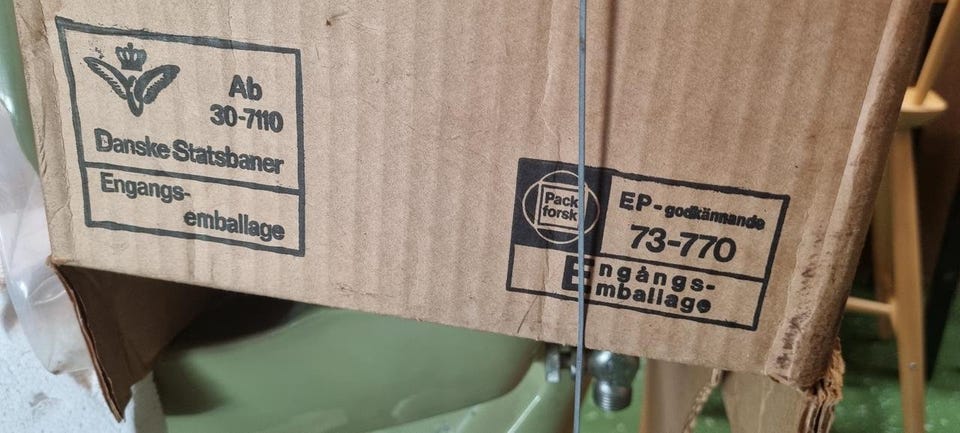 Ab
30-7110
Danske Statsbaner
Engangs-
emballage
Pack
forsk
EP-godkännande
73-770
Engångs-
emballage